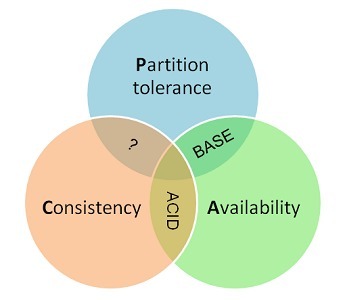 Partition
tolerance
?
BASE
Consistency
ACID
Availability